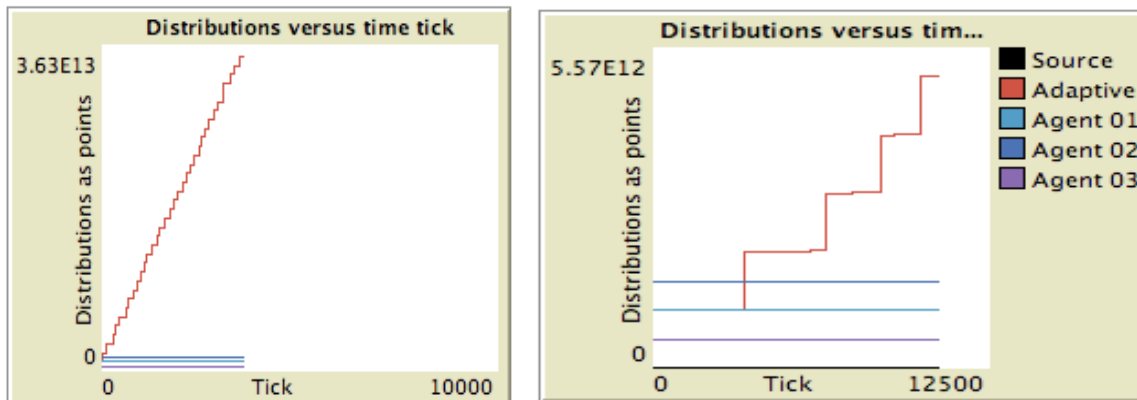 Distributions versus time tick
3.63E13
Distributions as points
0
0
Tick
10000
Distributions versus tim...
5.57E12
Distributions as points
0
0
Tick
12500
Source
Adaptive
Agent 01
Agent 02
Agent 03